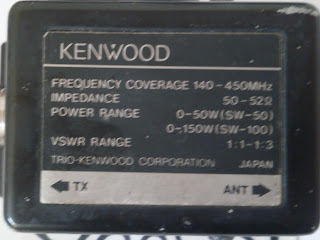 KENWOOD
FREQUENCY COVERAGE 140-450MHz
IMPEDANCE 50-52Ω
POWER RANGE 0-50W(SW-50)
0-150W(SW-100)
VSWR RANGE 1:1-1:3
TRIO-KENWOOD CORPORATION JAPAN
TX ANT